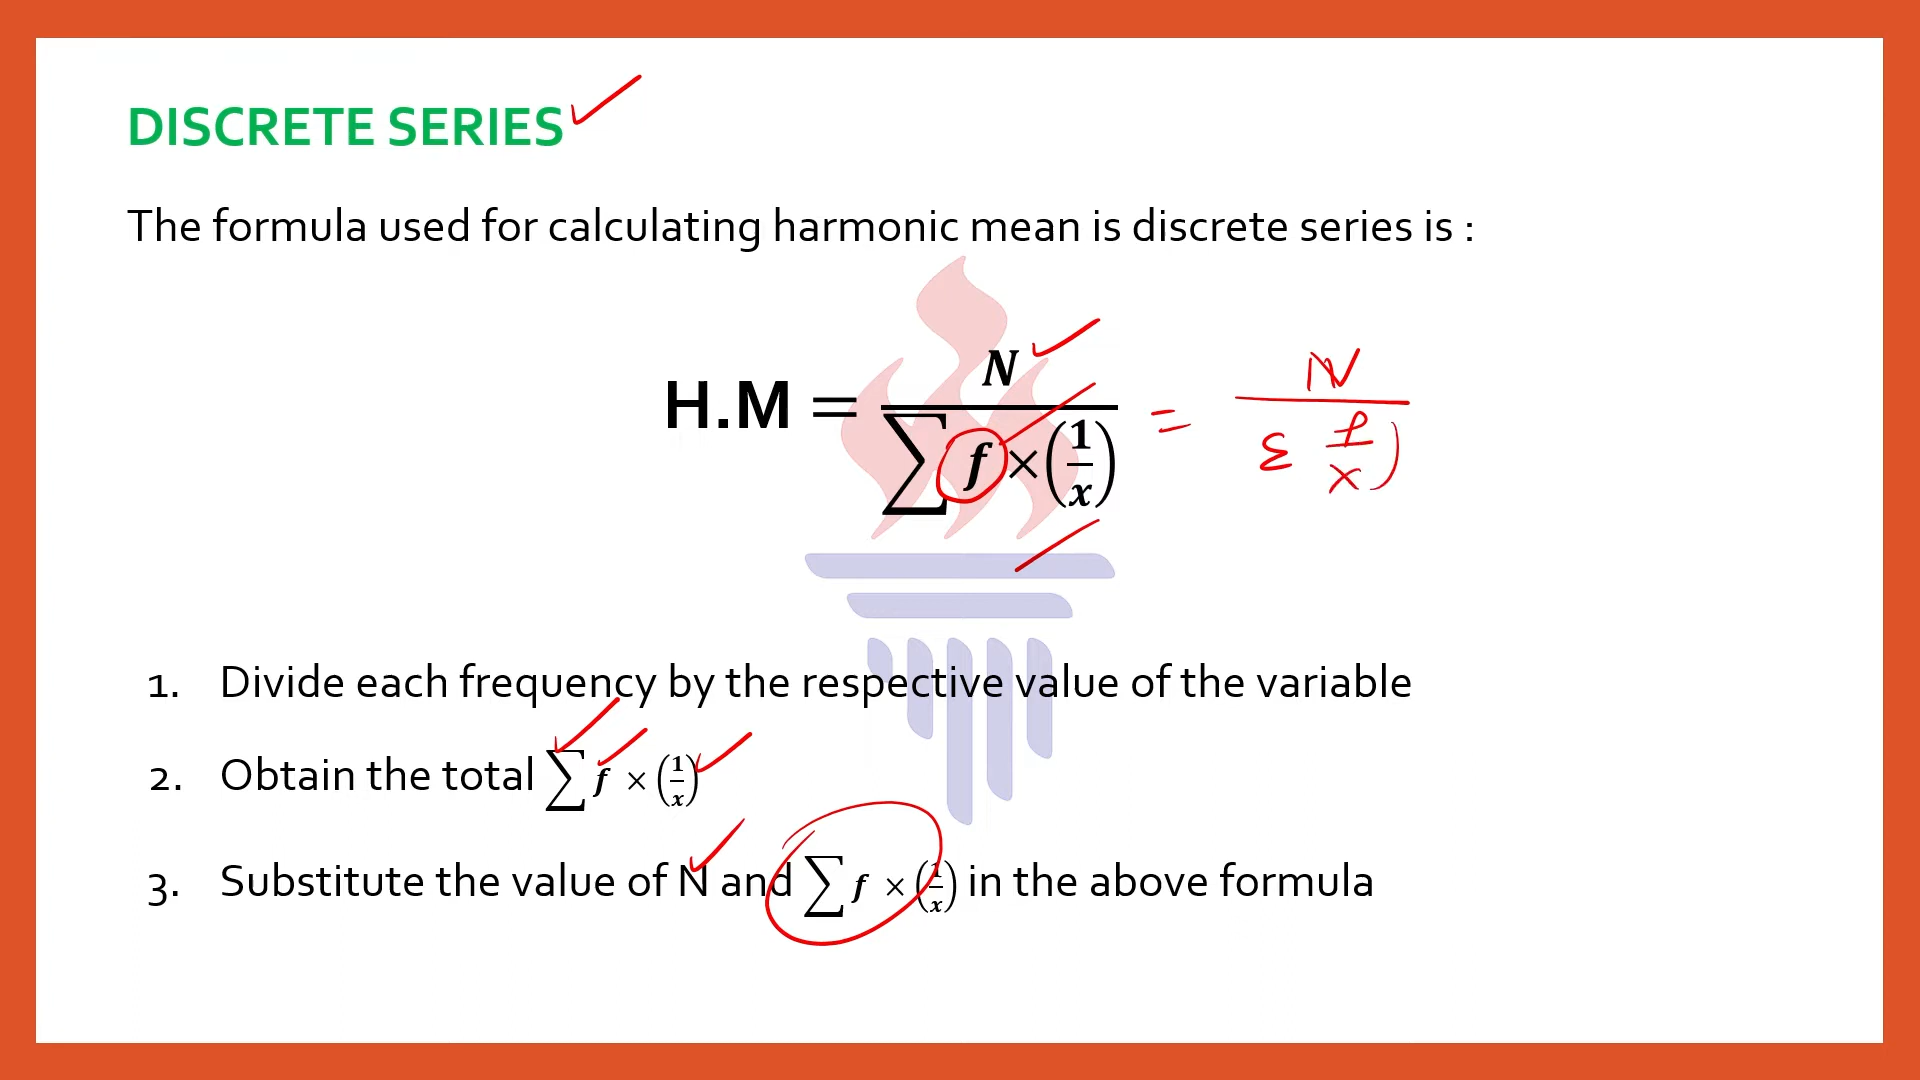 DISCRETE SERIES
The formula used for calculating harmonic mean is discrete series is :
H.M = N / ∑ f × (1/x) = N / Σ f/x)
1. Divide each frequency by the respective value of the variable
2. Obtain the total ∑ f × (1/x)
3. Substitute the value of N and ∑ f × (1/x) in the above formula